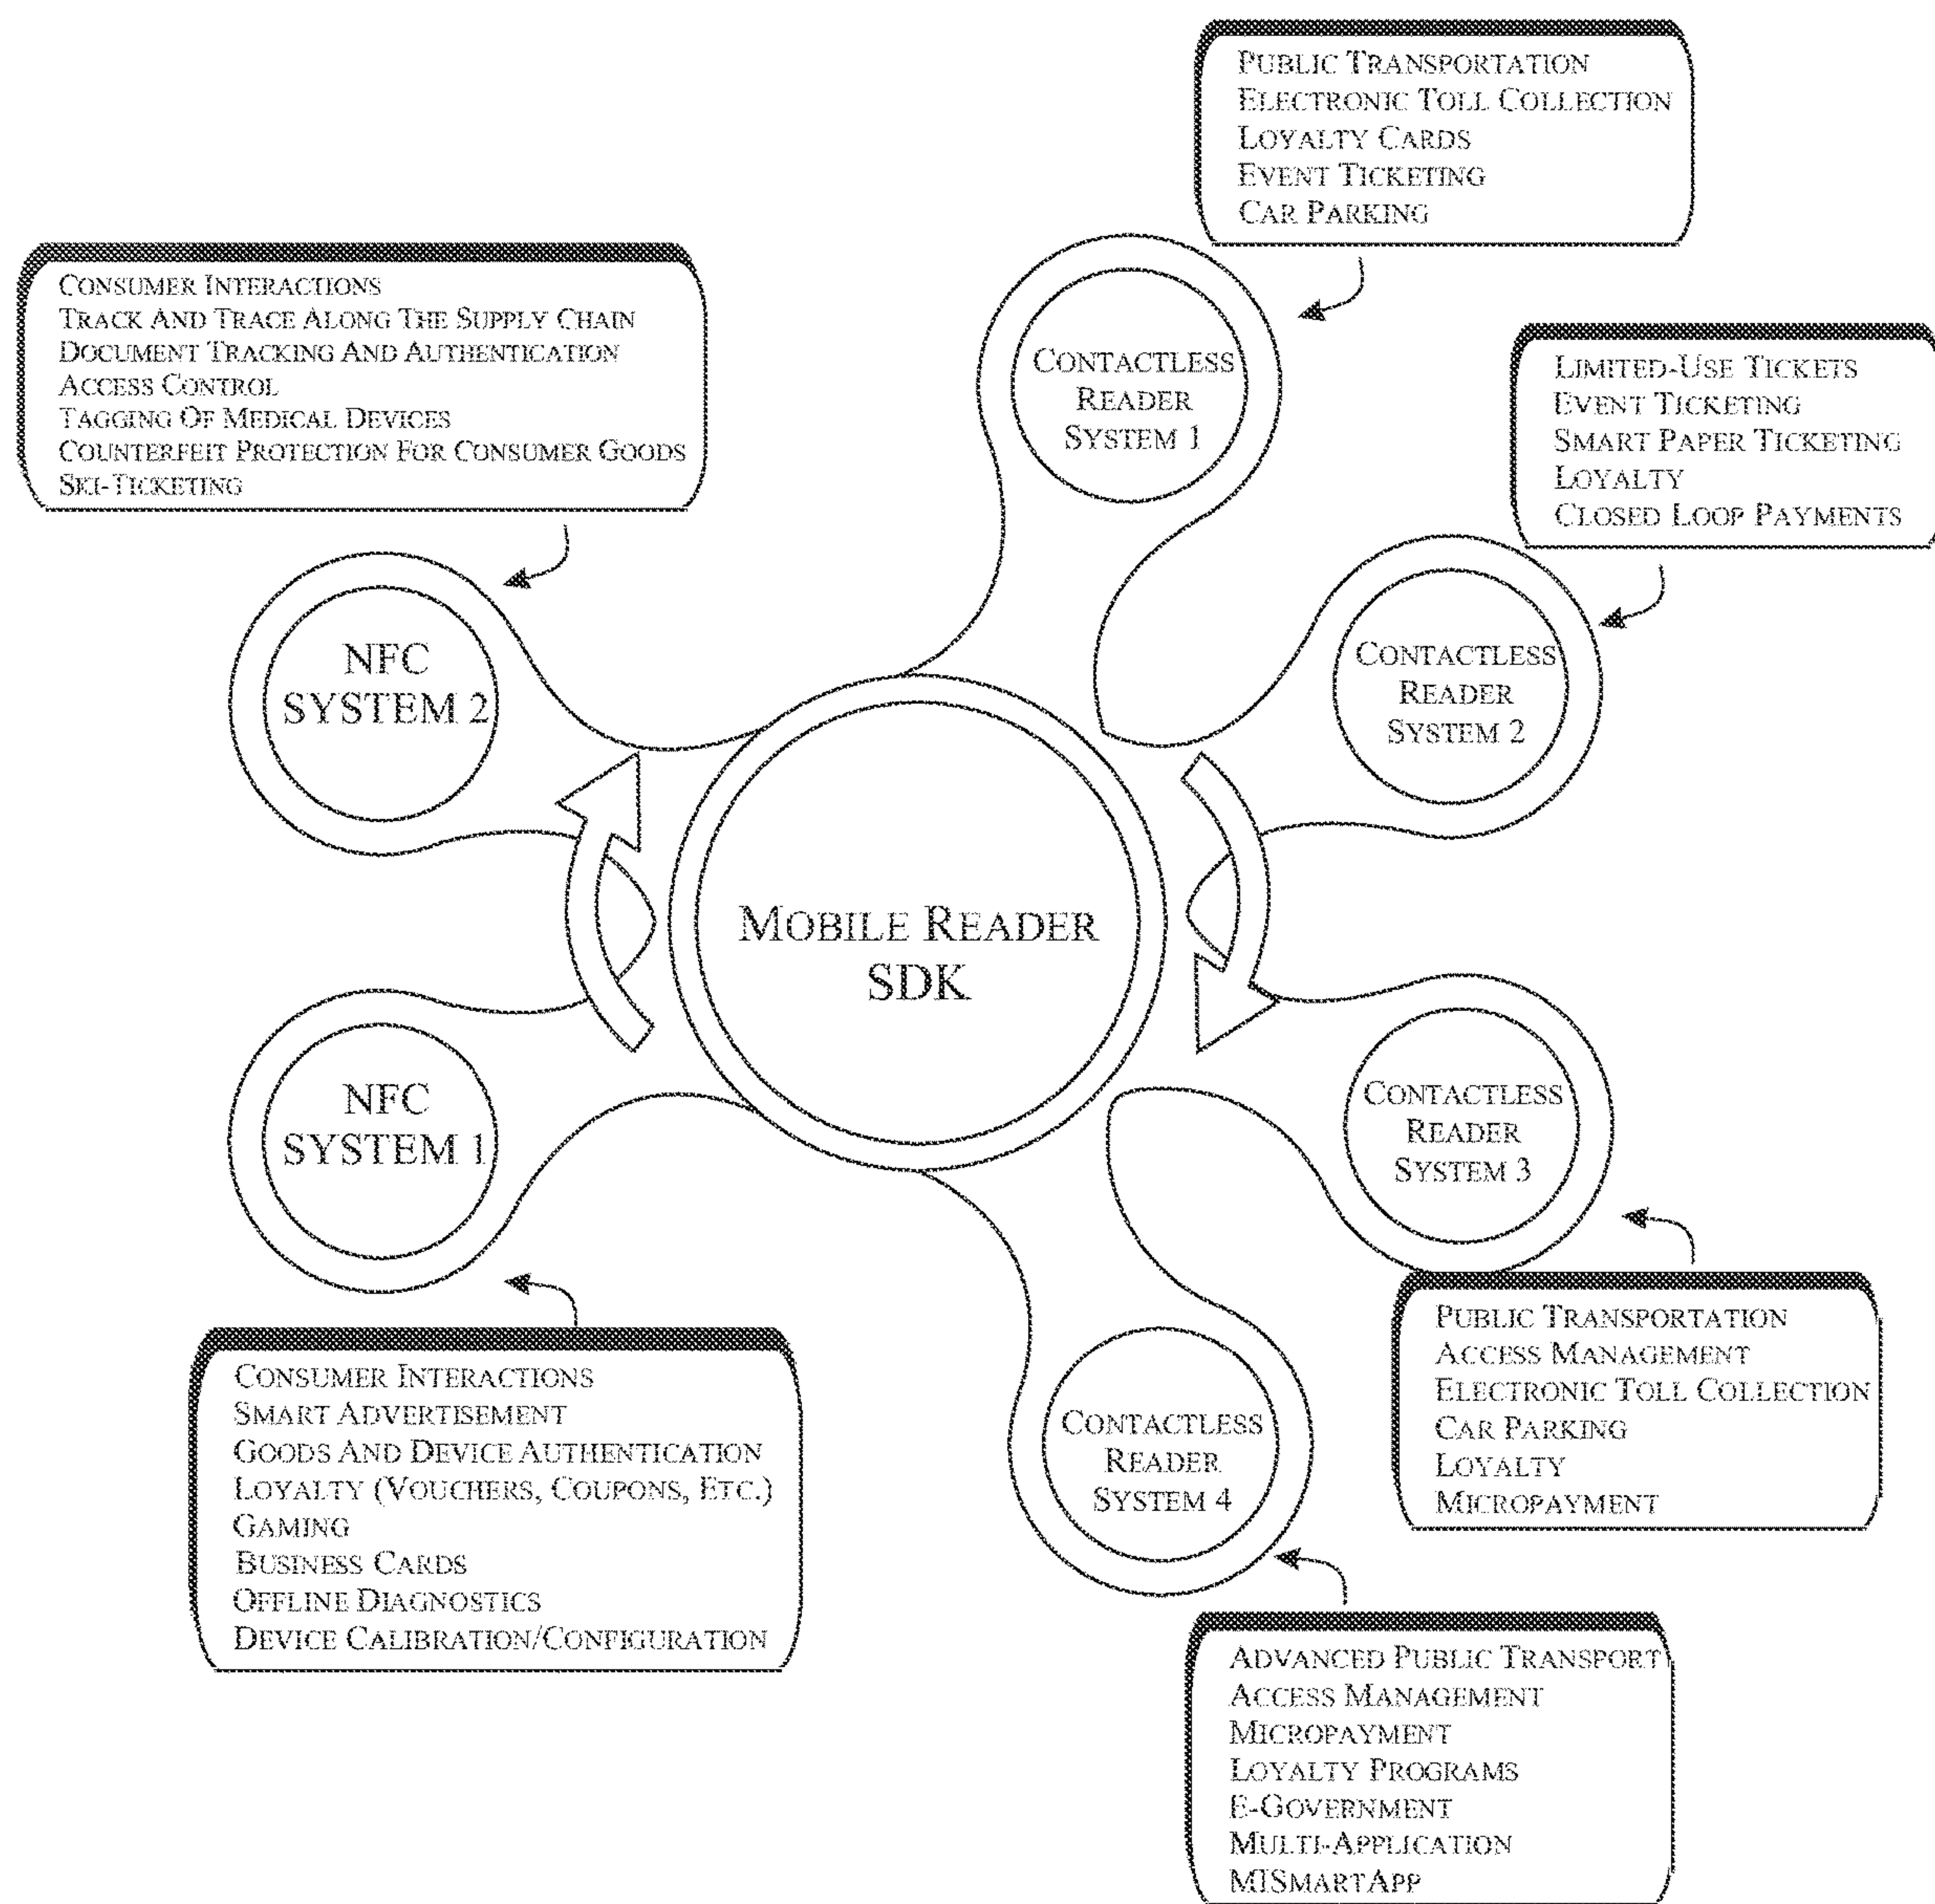 PUBLIC TRANSPORTATION
ELECTRONIC TOLL COLLECTION
LOYALTY CARDS
EVENT TICKETING
CAR PARKING
CONSUMER INTERACTIONS
TRACK AND TRACE ALONG THE SUPPLY CHAIN
DOCUMENT TRACKING AND AUTHENTICATION
ACCESS CONTROL
TAGGING OF MEDICAL DEVICES
COUNTERFEIT PROTECTION FOR CONSUMER GOODS
SKI-TICKETING
CONTACTLESS
READER
SYSTEM 1
LIMITED-USE TICKETS
EVENT TICKETING
SMART PAPER TICKETING
LOYALTY
CLOSED LOOP PAYMENTS
NFC
SYSTEM 2
CONTACTLESS
READER
SYSTEM 2
MOBILE READER
SDK
NFC
SYSTEM 1
CONTACTLESS
READER
SYSTEM 3
CONSUMER INTERACTIONS
SMART ADVERTISEMENT
GOODS AND DEVICE AUTHENTICATION
LOYALTY (VOUCHERS, COUPONS, ETC.)
GAMING
BUSINESS CARDS
OFFLINE DIAGNOSTICS
DEVICE CALIBRATION/CONFIGURATION
PUBLIC TRANSPORTATION
ACCESS MANAGEMENT
ELECTRONIC TOLL COLLECTION
CAR PARKING
LOYALTY
MICROPAYMENT
CONTACTLESS
READER
SYSTEM 4
ADVANCED PUBLIC TRANSPORT
ACCESS MANAGEMENT
MICROPAYMENT
LOYALTY PROGRAMS
E-GOVERNMENT
MULTI-APPLICATION
MISMARTAPP